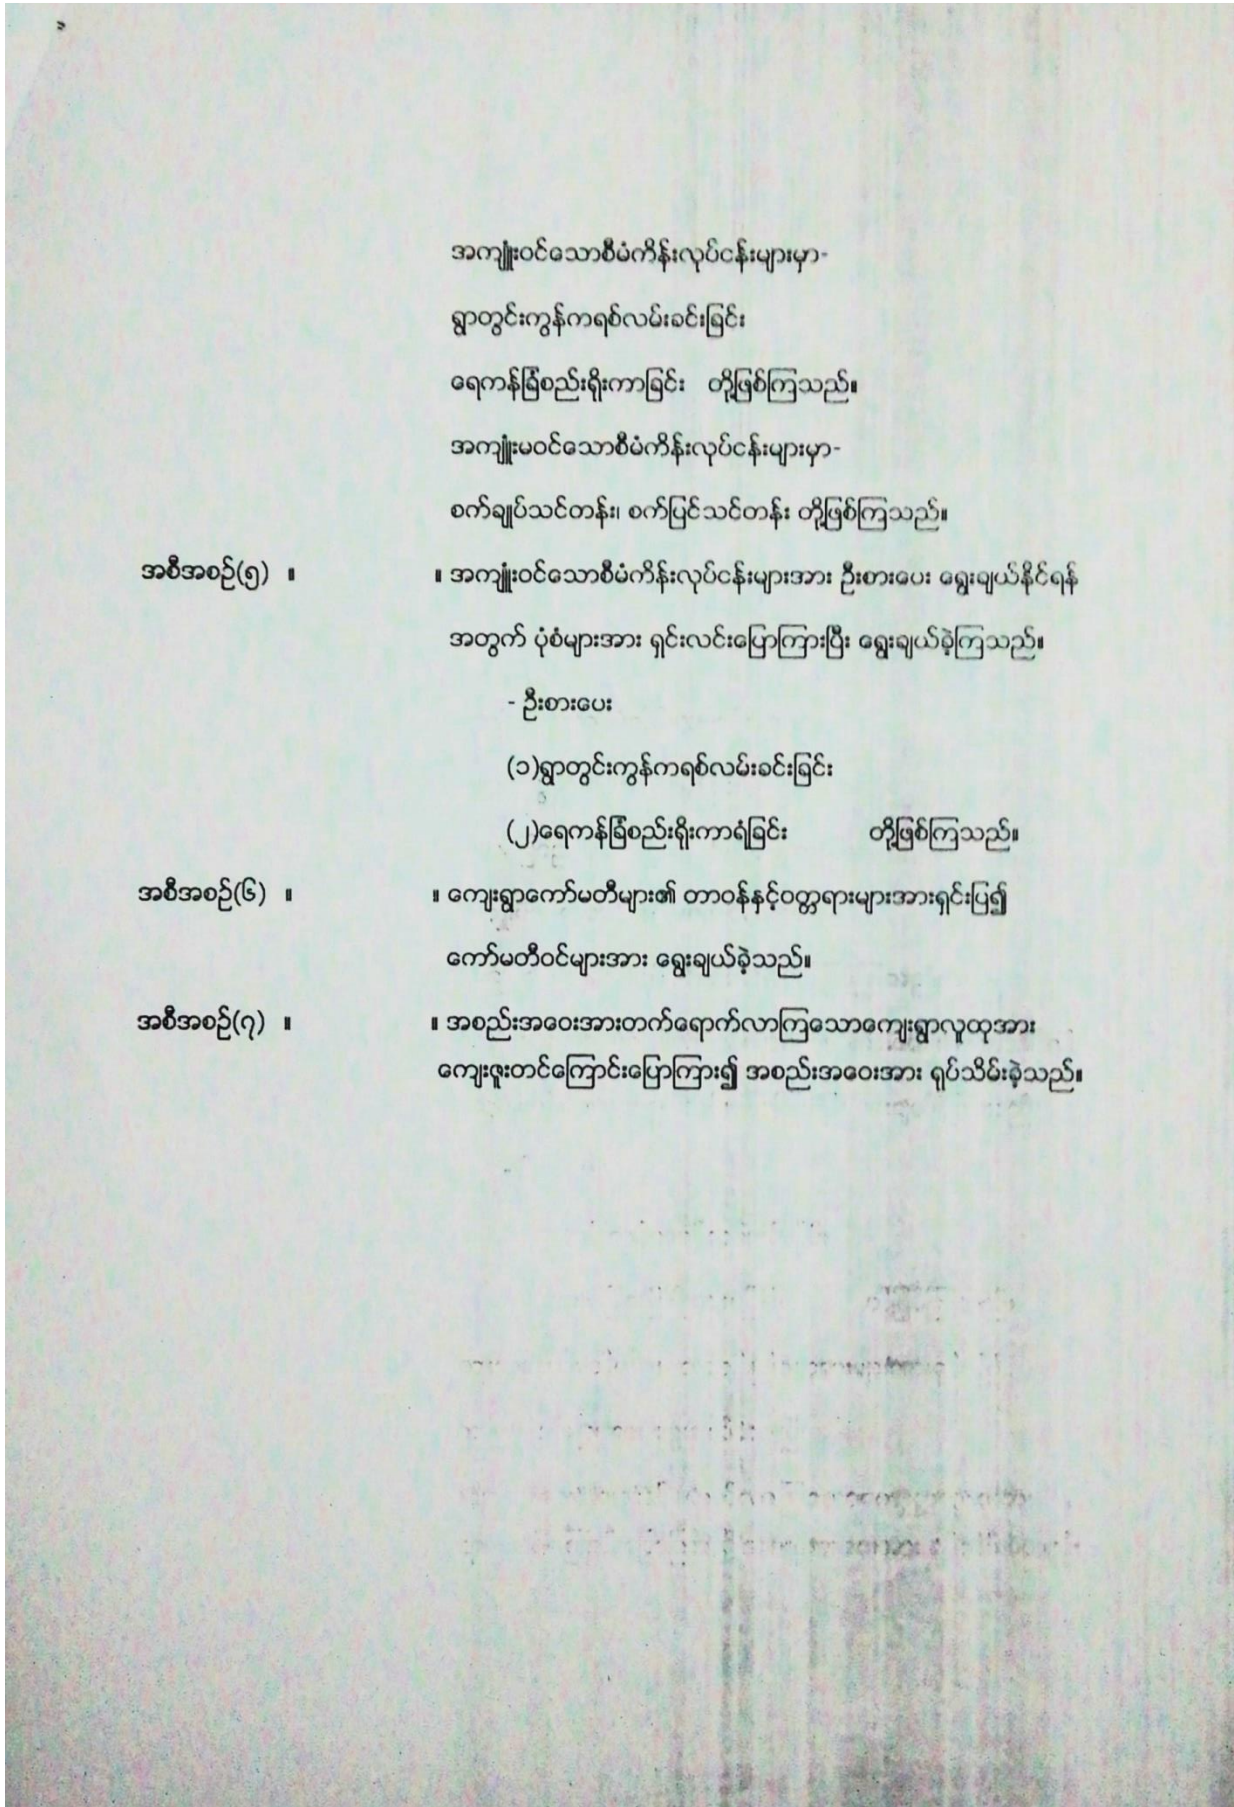 အကျုံးဝင်သောစီမံကိန်းလုပ်ငန်းများမှာ-
ရွာတွင်းကွန်ကရစ်လမ်းခင်းခြင်း
ရေကန်ခြံစည်းရိုးကာခြင်း တို့ဖြစ်ကြသည်။
အကျုံးမဝင်သောစီမံကိန်းလုပ်ငန်းများမှာ-
စက်ချုပ်သင်တန်း၊ စက်ပြင်သင်တန်း တို့ဖြစ်ကြသည်။
အစီအစဉ်(၅) ။ ။ အကျုံးဝင်သောစီမံကိန်းလုပ်ငန်းများအား ဦးစားပေး ရွေးချယ်နိုင်ရန်
အတွက် ပုံစံများအား ရှင်းလင်းပြောကြားပြီး ရွေးချယ်ခဲ့ကြသည်။
- ဦးစားပေး
(၁)ရွာတွင်းကွန်ကရစ်လမ်းခင်းခြင်း
(၂)ရေကန်ခြံစည်းရိုးကာရံခြင်း တို့ဖြစ်ကြသည်။
အစီအစဉ်(၆) ။ ။ ကျေးရွာကော်မတီများ၏ တာဝန်နှင့်ဝတ္တရားများအားရှင်းပြ၍
ကော်မတီဝင်များအား ရွေးချယ်ခဲ့သည်။
အစီအစဉ်(၇) ။ ။ အစည်းအဝေးအားတက်ရောက်လာကြသောကျေးရွာလူထုအား
ကျေးဇူးတင်ကြောင်းပြောကြား၍ အစည်းအဝေးအား ရုပ်သိမ်းခဲ့သည်။